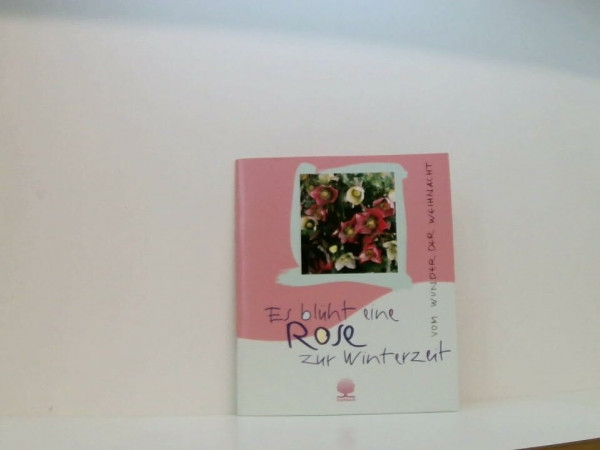 Es blüht eine
Rose
zur Winterzeit
VOM WUNDER DER WEIHNACHT